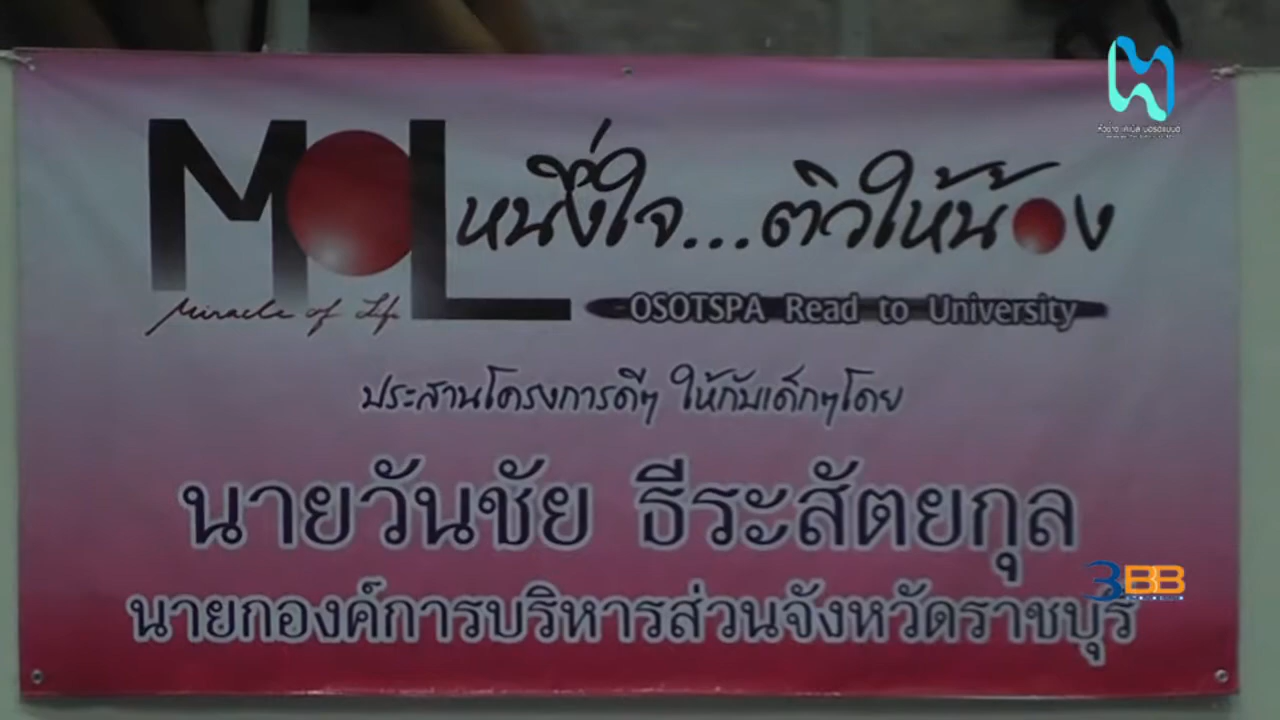 MOL หนึ่งใจ...ติวให้น้อง
Miracle of Life
OSOTSPA Read to University
ประสานโครงการดีๆ ให้กับเด็กๆโดย
นายวันชัย ธีระสัตยกุล
นายกองค์การบริหารส่วนจังหวัดราชบุรี
3BB